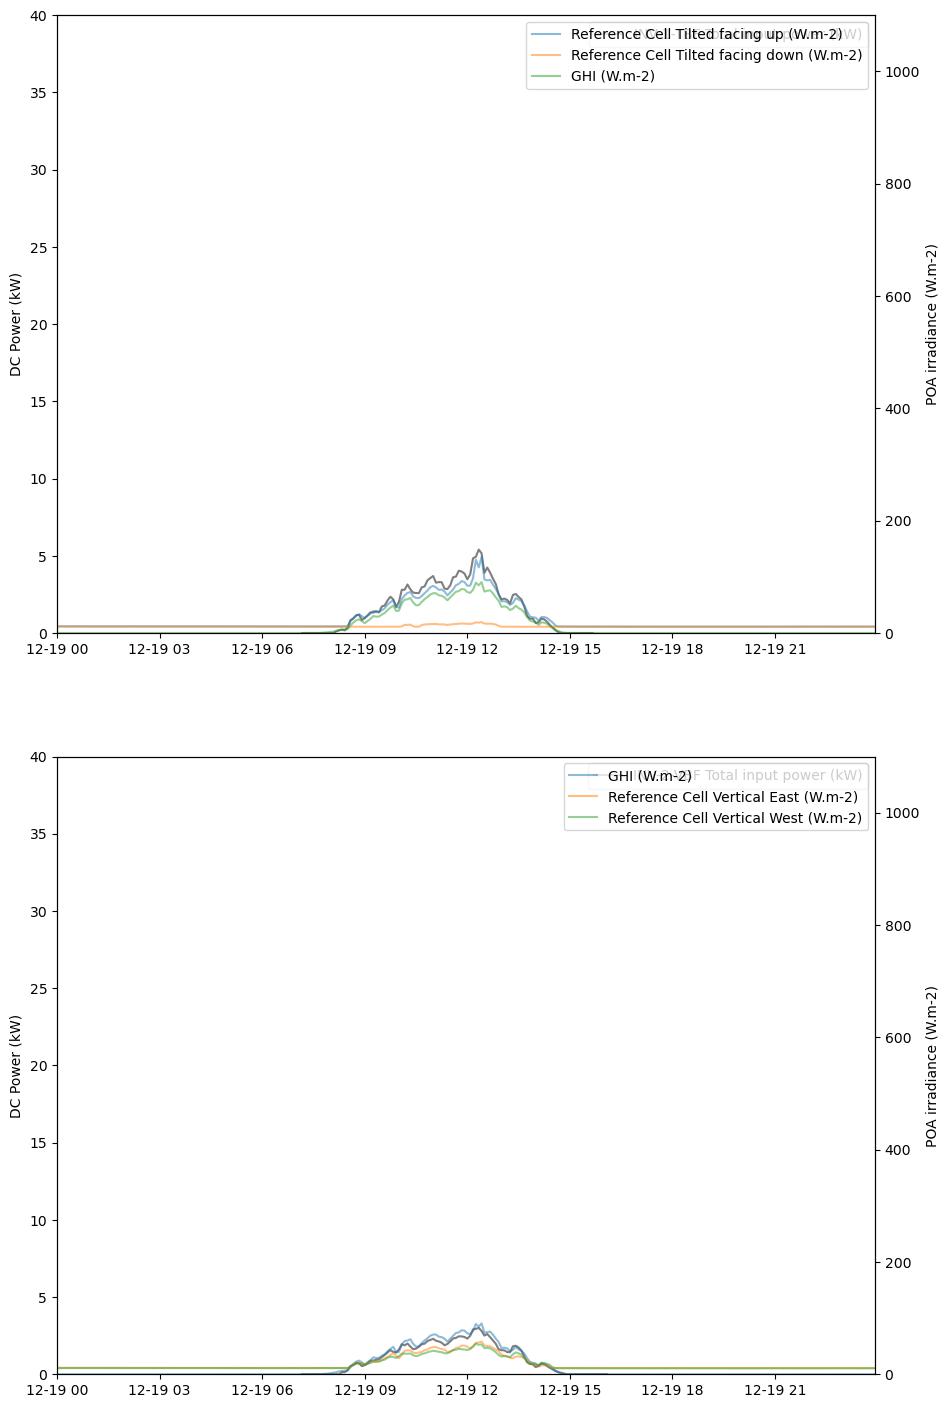 40
35
30
25
20
15
10
5
0
DC Power (kW)
Reference Cell Tilted facing up (W.m-2)
Reference Cell Tilted facing down (W.m-2)
GHI (W.m-2)
1000
800
600
400
200
0
POA irradiance (W.m-2)
12-19 00 12-19 03 12-19 06 12-19 09 12-19 12 12-19 15 12-19 18 12-19 21
40
35
30
25
20
15
10
5
0
DC Power (kW)
GHI (W.m-2)
Total input power (kW)
Reference Cell Vertical East (W.m-2)
Reference Cell Vertical West (W.m-2)
1000
800
600
400
200
0
POA irradiance (W.m-2)
12-19 00 12-19 03 12-19 06 12-19 09 12-19 12 12-19 15 12-19 18 12-19 21